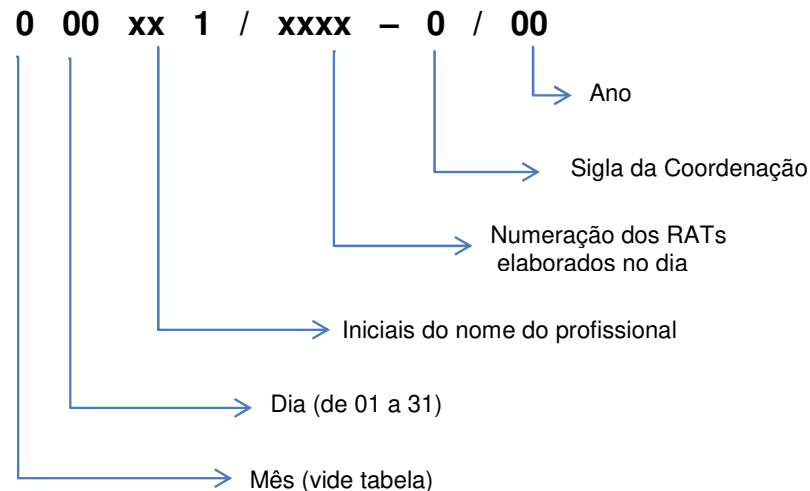 0 00 xx 1 / xxxx – 0 / 00
Ano
Sigla da Coordenação
Numeração dos RATs
elaborados no dia
Iniciais do nome do profissional
Dia (de 01 a 31)
Mês (vide tabela)